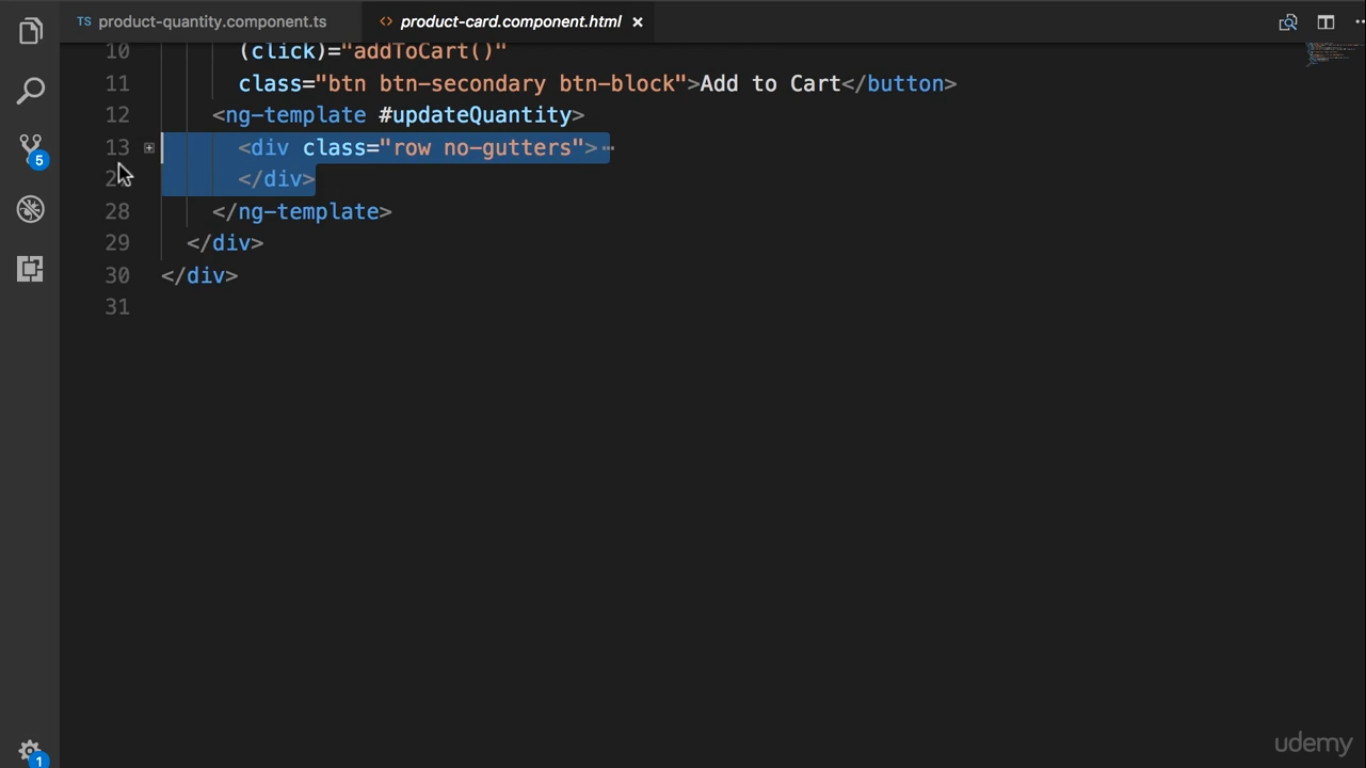 TS product-quantity.component.ts <> product-card.component.html ×
10 (click)="addToCart()"
11 class="btn btn-secondary btn-block">Add to Cart</button>
12 <ng-template #updateQuantity>
13 <div class="row no-gutters">⋯
</div>
28 </ng-template>
29 </div>
30 </div>
31
5
1
udemy